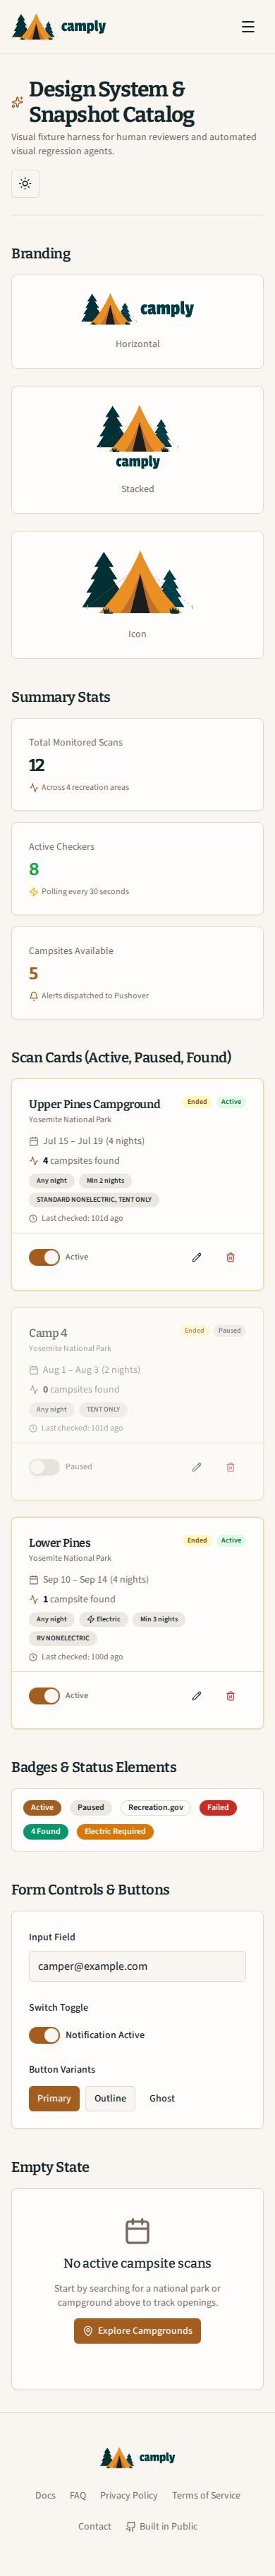 camply
Design System &
Snapshot Catalog
Visual fixture harness for human reviewers and automated
visual regression agents.
Branding
camply
Horizontal
camply
Stacked
Icon
Summary Stats
Total Monitored Scans
12
Across 4 recreation areas
Active Checkers
8
Polling every 30 seconds
Campsites Available
5
Alerts dispatched to Pushover
Scan Cards (Active, Paused, Found)
Upper Pines Campground Ended Active
Yosemite National Park
Jul 15 – Jul 19 (4 nights)
4 campsites found
Any night Min 2 nights
STANDARD NONELECTRIC, TENT ONLY
Last checked: 101d ago
Active
Camp 4 Ended Paused
Yosemite National Park
Aug 1 – Aug 3 (2 nights)
0 campsites found
Any night TENT ONLY
Last checked: 101d ago
Paused
Lower Pines Ended Active
Yosemite National Park
Sep 10 – Sep 14 (4 nights)
1 campsite found
Any night Electric Min 3 nights
RV NONELECTRIC
Last checked: 100d ago
Active
Badges & Status Elements
Active Paused Recreation.gov Failed
4 Found Electric Required
Form Controls & Buttons
Input Field
camper@example.com
Switch Toggle
Notification Active
Button Variants
Primary Outline Ghost
Empty State
No active campsite scans
Start by searching for a national park or
campground above to track openings.
Explore Campgrounds
camply
Docs FAQ Privacy Policy Terms of Service
Contact Built in Public